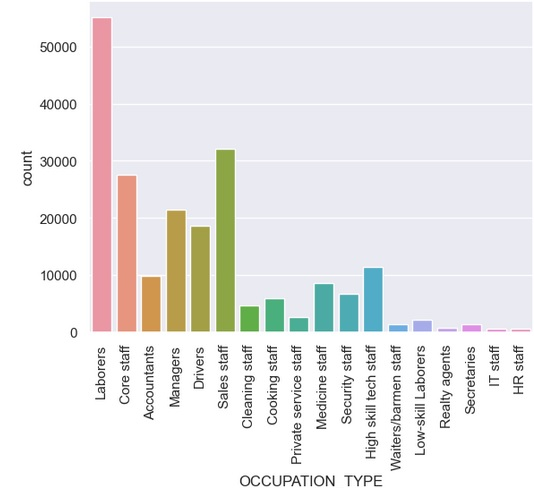 50000
40000
30000
20000
10000
0
count
Laborers
Core staff
Accountants
Managers
Drivers
Sales staff
Cleaning staff
Cooking staff
Private service staff
Medicine staff
Security staff
High skill tech staff
Waiters/barmen staff
Low-skill Laborers
Realty agents
Secretaries
IT staff
HR staff
OCCUPATION_TYPE